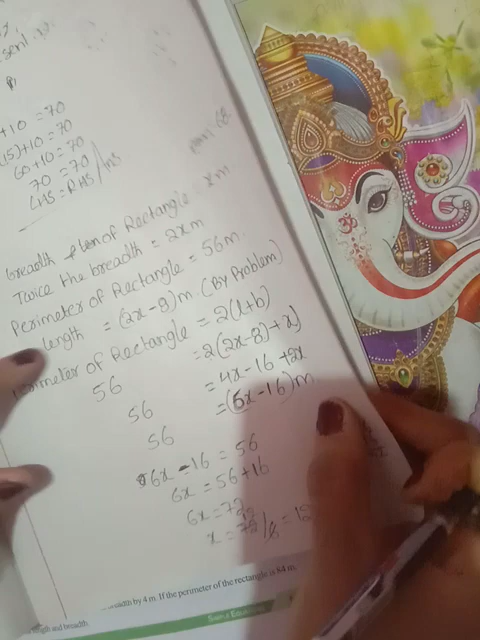 + 10 = 70
(15)+10 = 70
60+10 = 70
70 = 70
LHS = RHS/
breadth of Rectangle = x m
Twice the breadth = 2x m
Perimeter of Rectangle = 56 m.
Length = (2x-8)m. (By Problem)
Perimeter of Rectangle = 2(l+b)
56 = 2(2x-8)+x)
56 = 4x-16+2x
56 = (6x-16)m
6x -16 = 56
6x = 56+16
6x = 72
x = 72/6 =
by 4 m. If the perimeter of the rectangle is 84 m.
length and breadth.